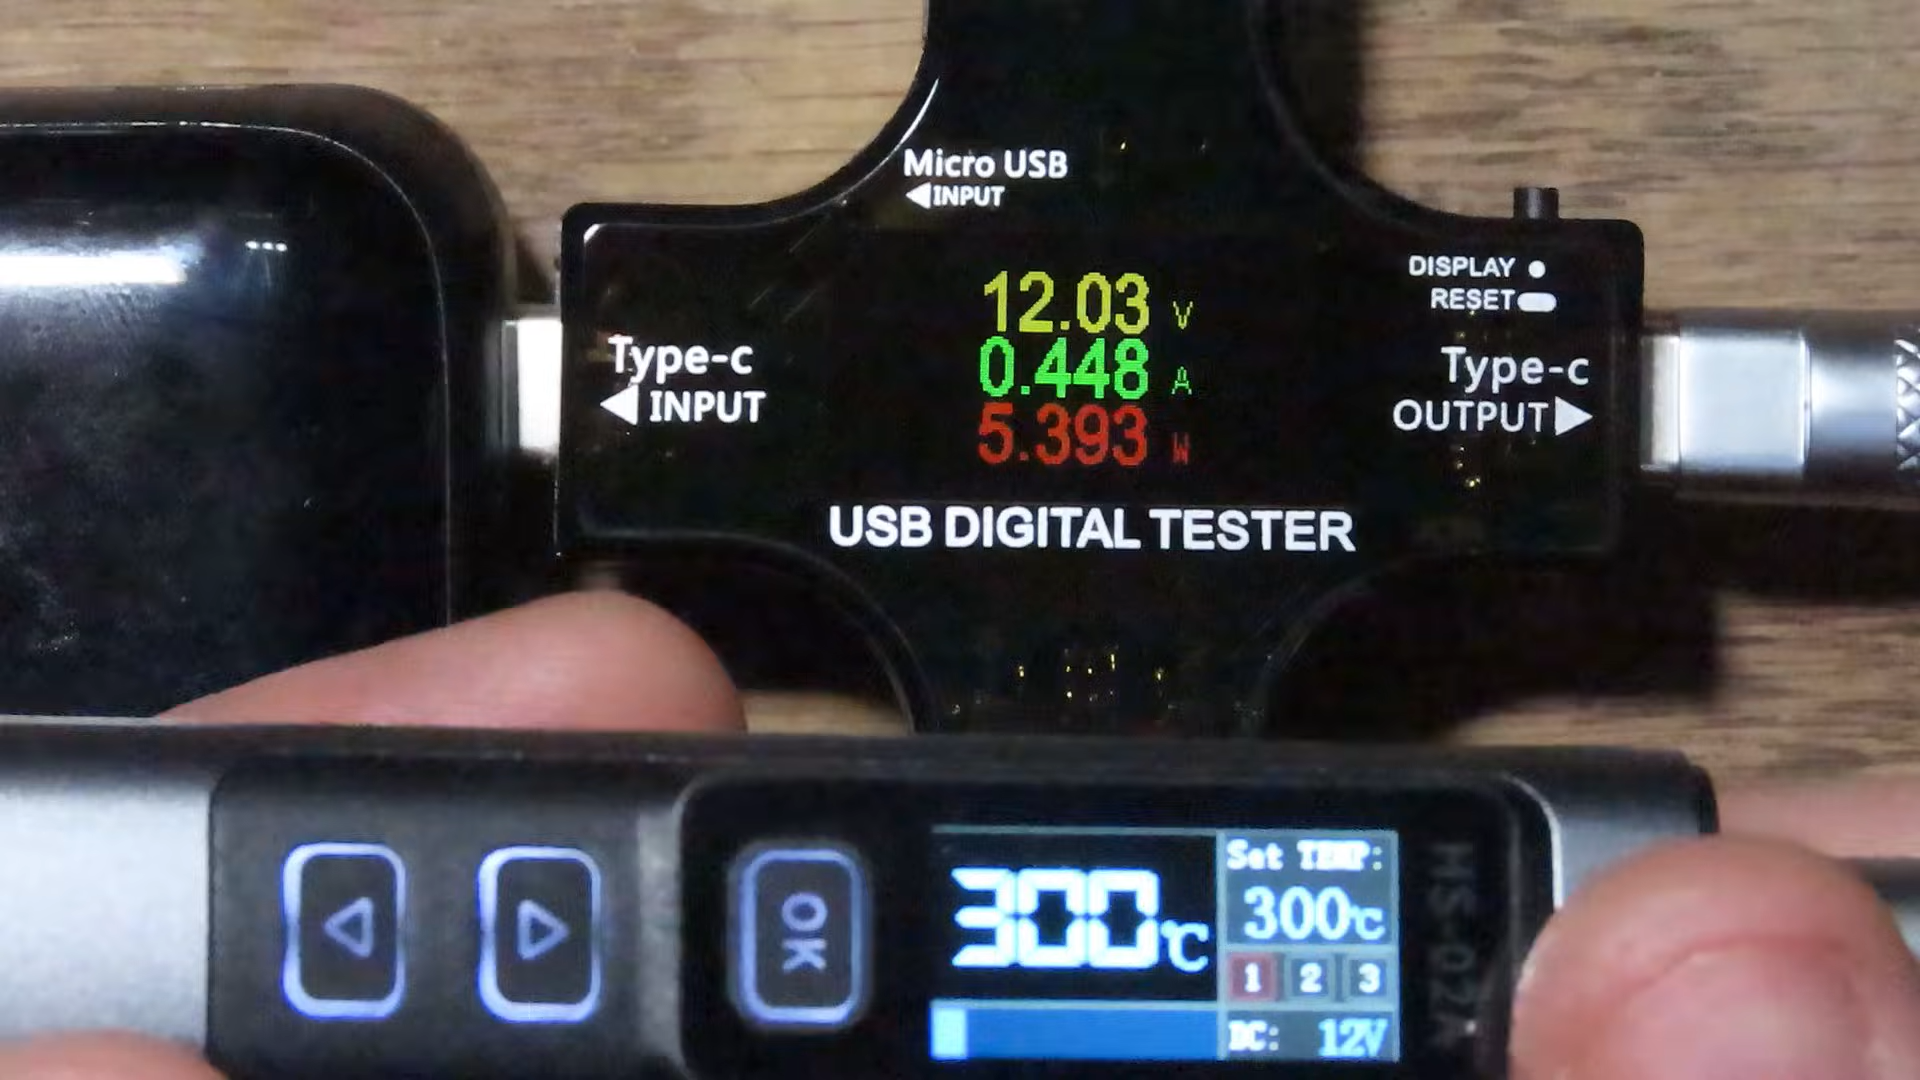 Micro USB
◀INPUT
DISPLAY ●
RESET
12.03 V
0.448 A
5.393 W
Type-c
◀ INPUT
Type-c
OUTPUT▶
USB DIGITAL TESTER
OK
300℃
Set TEMP:
300℃
1 2 3
DC: 12V
HS-02A